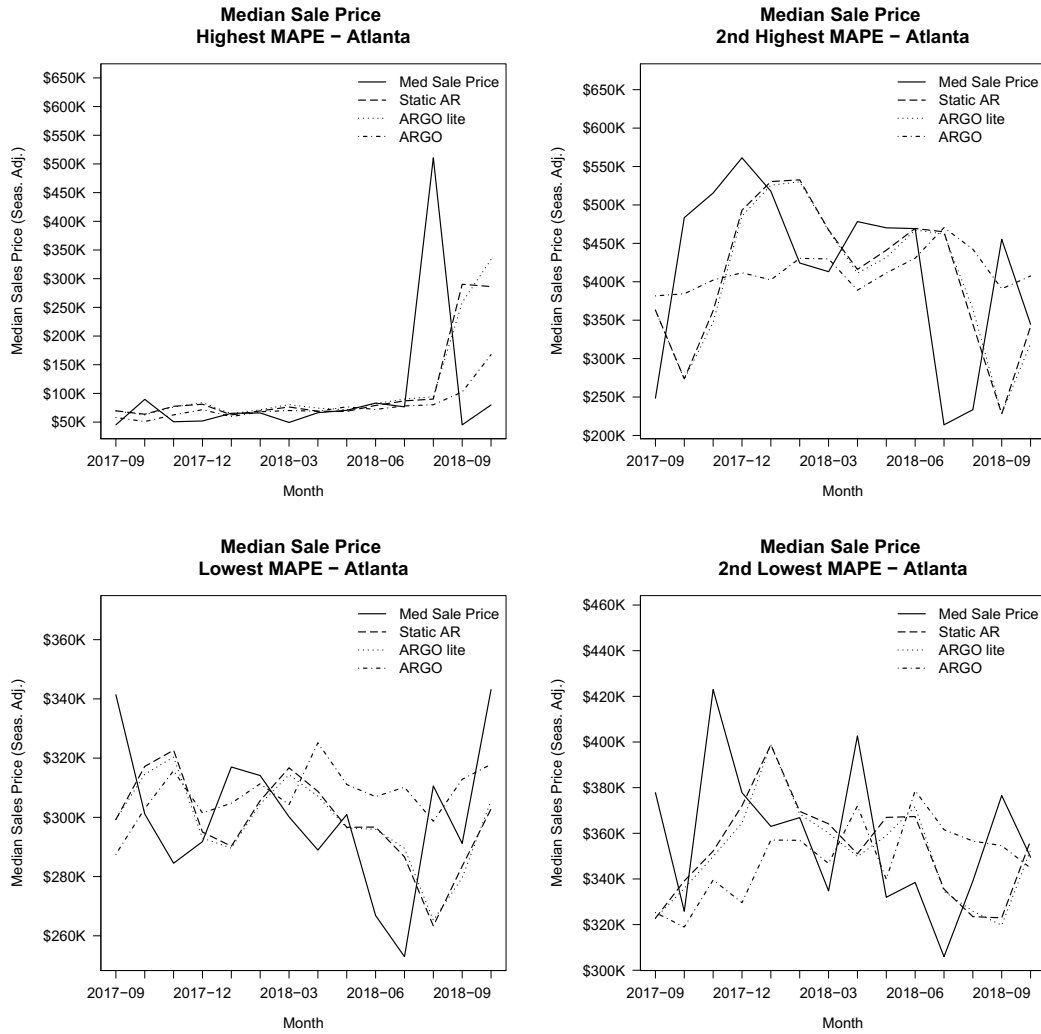 Median Sale Price
Highest MAPE − Atlanta
$650K
$600K
$550K
$500K
$450K
$400K
$350K
$300K
$250K
$200K
$150K
$100K
$50K
Median Sales Price (Seas. Adj.)
Med Sale Price
Static AR
ARGO lite
ARGO
2017−09
2017−12
2018−03
2018−06
2018−09
Month
Median Sale Price
2nd Highest MAPE − Atlanta
$650K
$600K
$550K
$500K
$450K
$400K
$350K
$300K
$250K
$200K
Median Sales Price (Seas. Adj.)
Med Sale Price
Static AR
ARGO lite
ARGO
2017−09
2017−12
2018−03
2018−06
2018−09
Month
Median Sale Price
Lowest MAPE − Atlanta
$360K
$340K
$320K
$300K
$280K
$260K
Median Sales Price (Seas. Adj.)
Med Sale Price
Static AR
ARGO lite
ARGO
2017−09
2017−12
2018−03
2018−06
2018−09
Month
Median Sale Price
2nd Lowest MAPE − Atlanta
$460K
$440K
$420K
$400K
$380K
$360K
$340K
$320K
$300K
Median Sales Price (Seas. Adj.)
Med Sale Price
Static AR
ARGO lite
ARGO
2017−09
2017−12
2018−03
2018−06
2018−09
Month